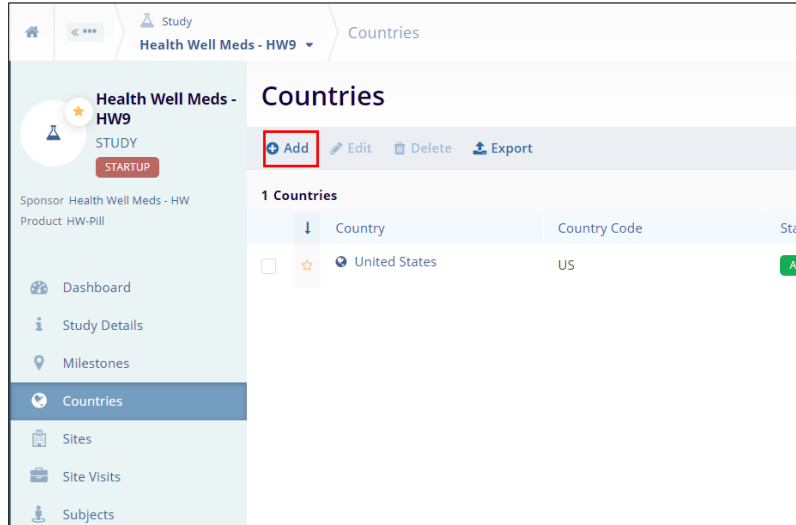 Study
Health Well Meds - HW9
Countries
Health Well Meds -
HW9
STUDY
STARTUP
Sponsor Health Well Meds - HW
Product HW-Pill
Dashboard
Study Details
Milestones
Countries
Sites
Site Visits
Subjects
Countries
Add Edit Delete Export
1 Countries
Country Country Code
United States US